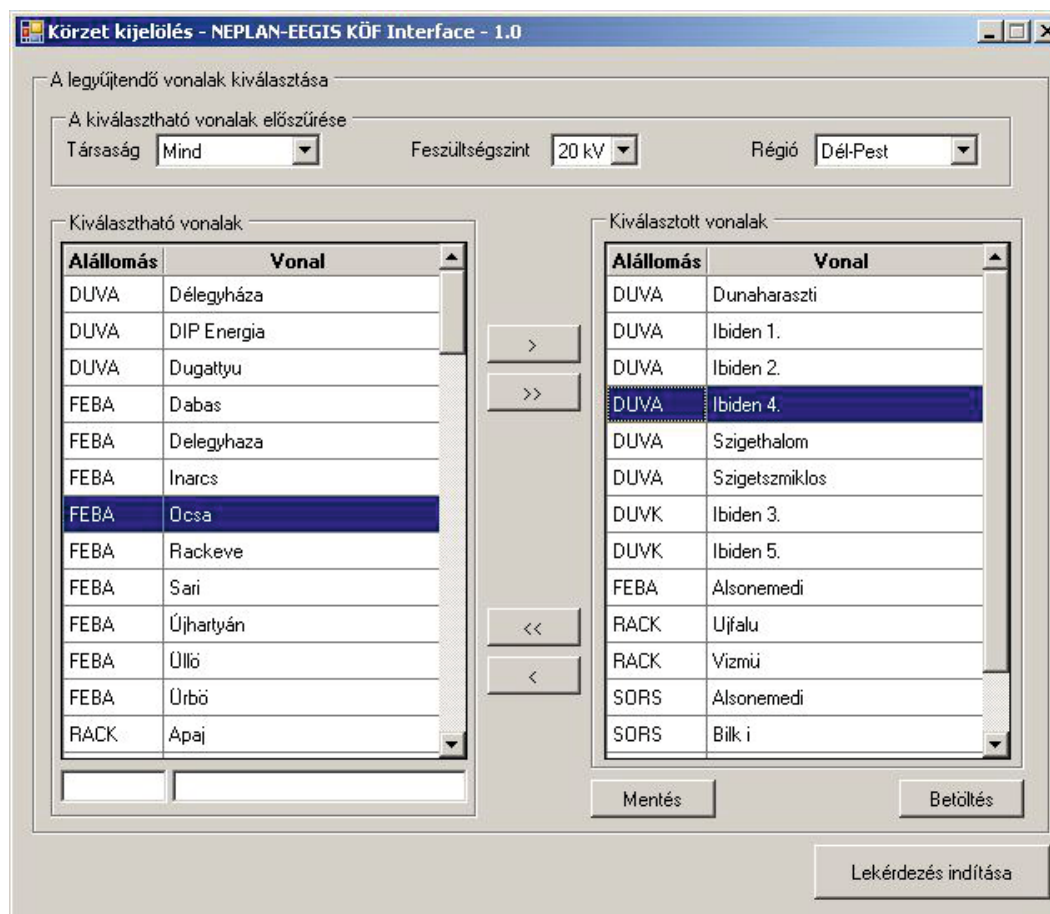 Körzet kijelölés - NEPLAN-EEGIS KÖF Interface - 1.0
A legyűjtendő vonalak kiválasztása
A kiválasztható vonalak előszűrése
Társaság Mind Feszültségszint 20 kV Régió Dél-Pest
Kiválasztható vonalak
Alállomás Vonal
DUVA Délegyháza
DUVA DIP Energia
DUVA Dugattyu
FEBA Dabas
FEBA Delegyhaza
FEBA Inarcs
FEBA Ocsa
FEBA Rackeve
FEBA Sari
FEBA Újhartyán
FEBA Üllö
FEBA Ürbö
RACK Apaj
>
>>
<<
<
Kiválasztott vonalak
Alállomás Vonal
DUVA Dunaharaszti
DUVA Ibiden 1.
DUVA Ibiden 2.
DUVA Ibiden 4.
DUVA Szigethalom
DUVA Szigetszmiklos
DUVK Ibiden 3.
DUVK Ibiden 5.
FEBA Alsonemedi
RACK Ujfalu
RACK Vizmü
SORS Alsonemedi
SORS Bilk i
Mentés Betöltés
Lekérdezés indítása